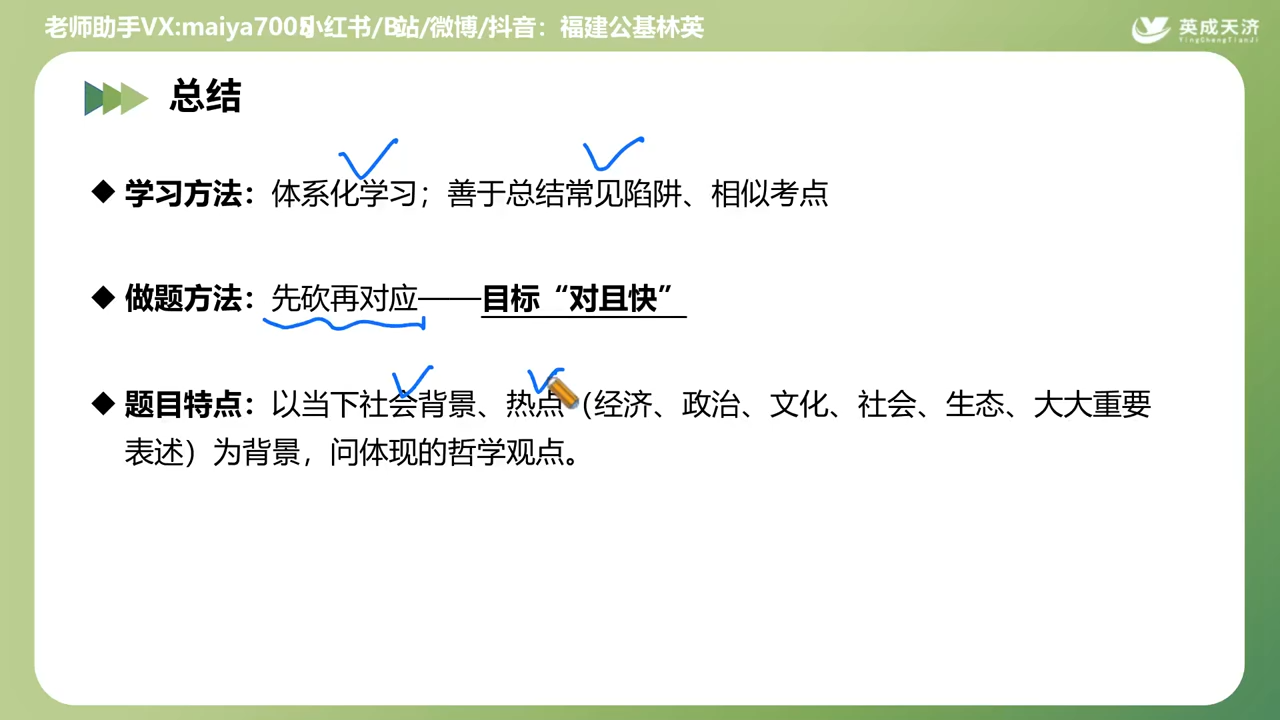 老师助手VX:maiya7005小红书/B站/微博/抖音：福建公基林英
英成天济
YingChengTianJi
总结
◆ 学习方法：体系化学习；善于总结常见陷阱、相似考点
◆ 做题方法：先砍再对应——目标“对且快”
◆ 题目特点：以当下社会背景、热点（经济、政治、文化、社会、生态、大大重要
表述）为背景，问体现的哲学观点。